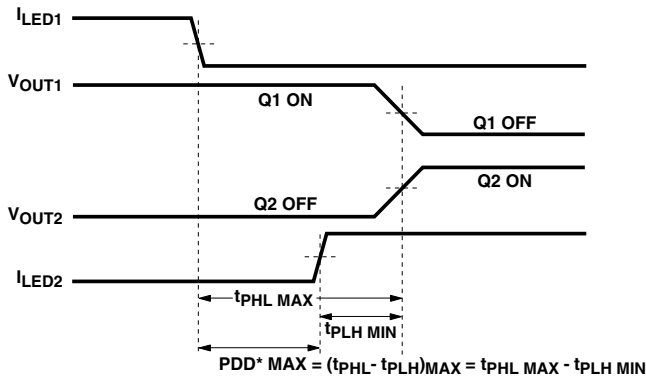 ILED1
VOUT1
Q1 ON
Q1 OFF
Q2 ON
Q2 OFF
VOUT2
ILED2
tPHL MAX
tPLH MIN
PDD* MAX = (tPHL- tPLH)MAX = tPHL MAX - tPLH MIN